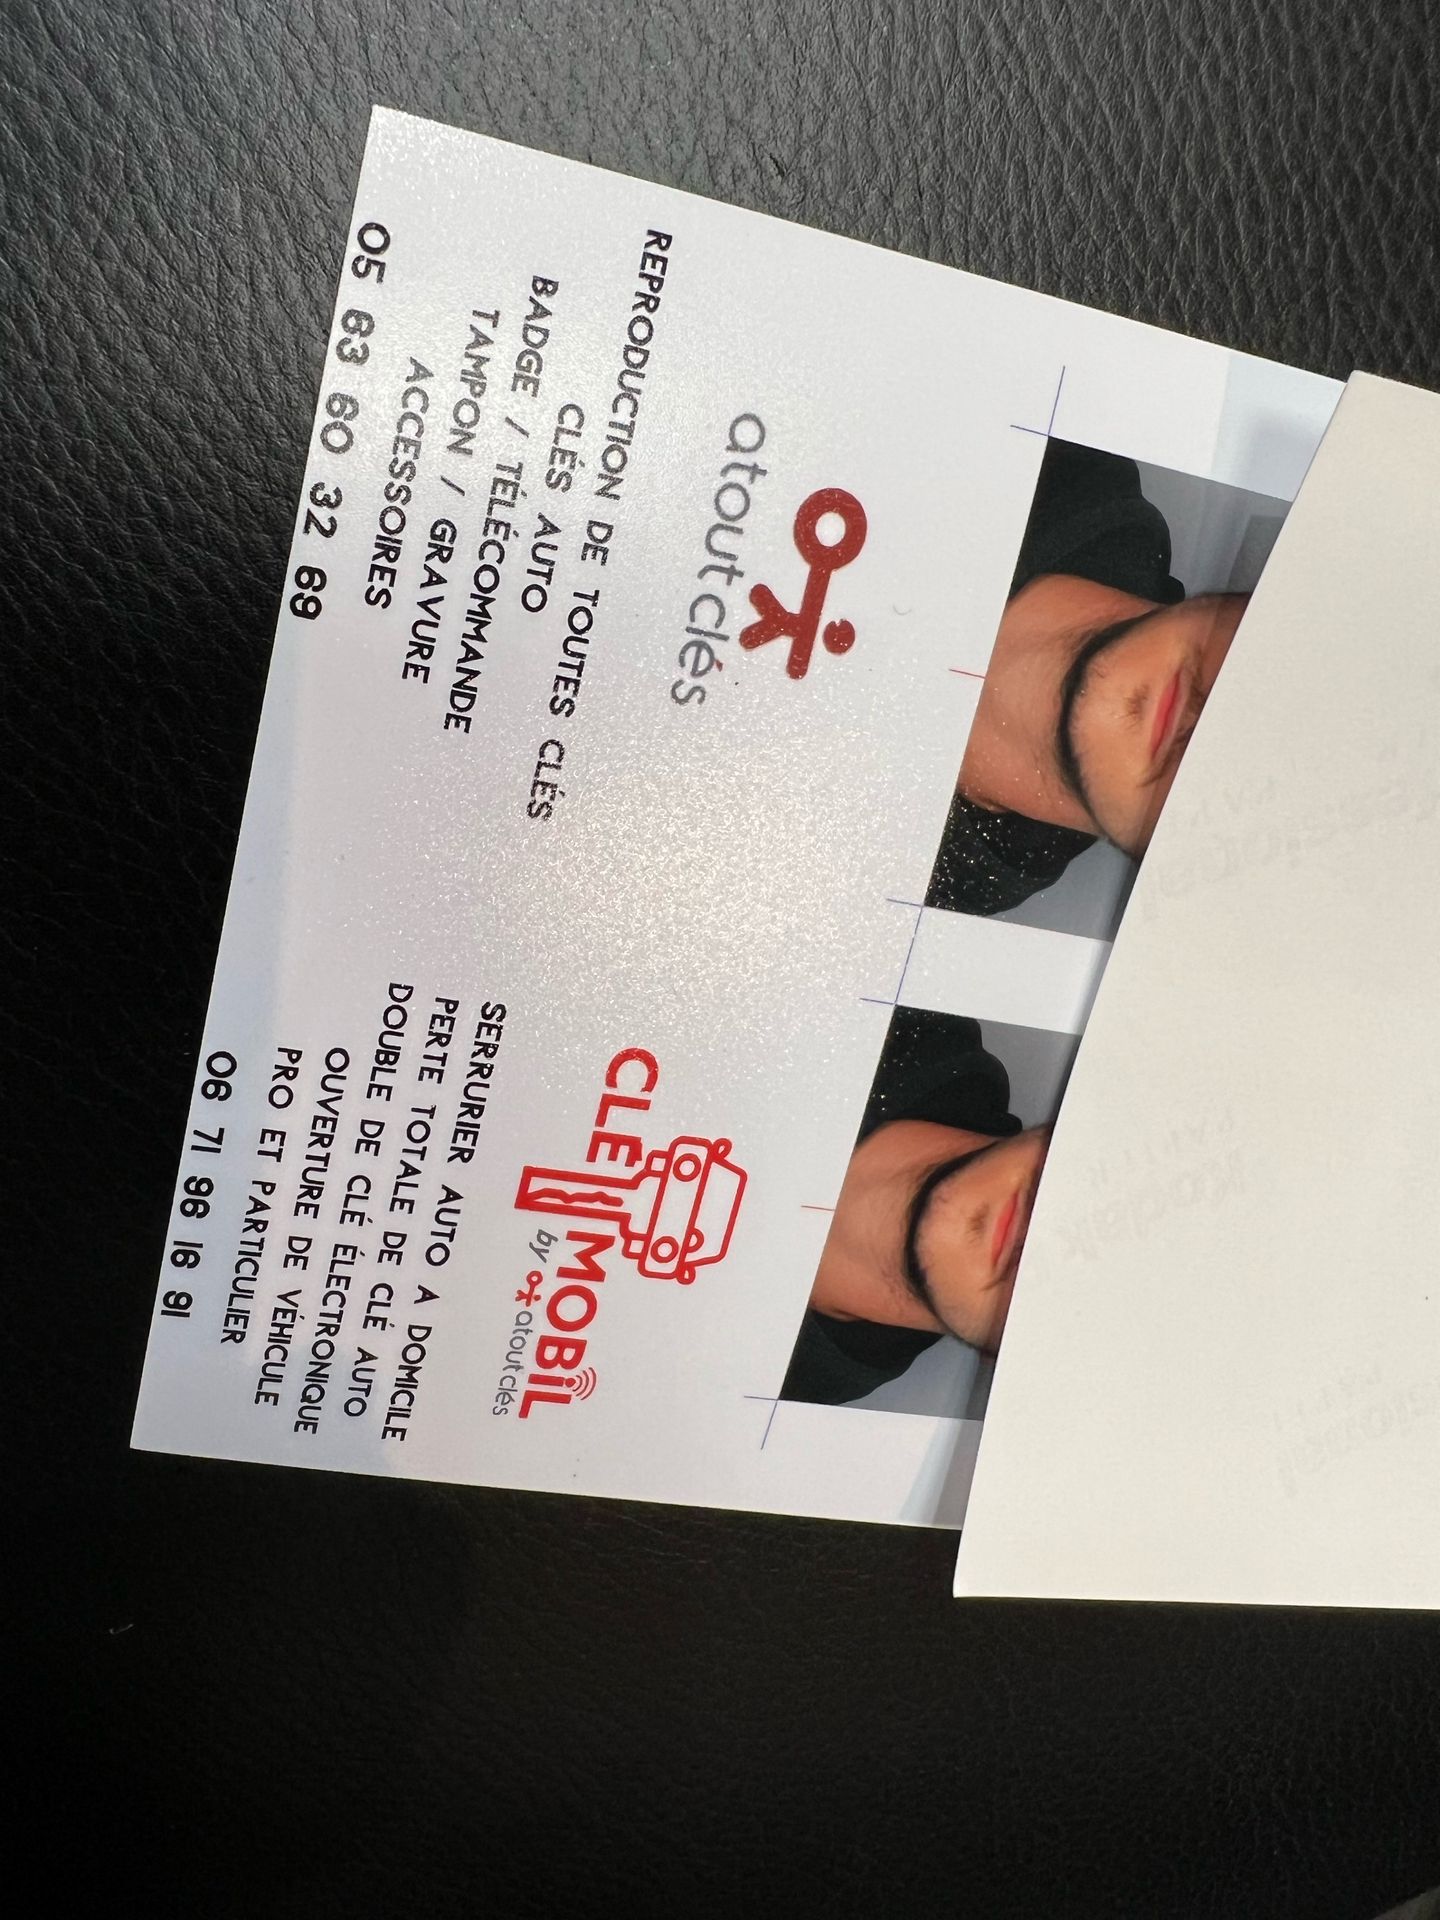 atout clés
REPRODUCTION DE TOUTES CLÉS
CLÉS AUTO
BADGE / TÉLÉCOMMANDE
TAMPON / GRAVURE
ACCESSOIRES
05 63 60 32 69
CLE MOBIL
by atout clés
SERRURIER AUTO A DOMICILE
PERTE TOTALE DE CLÉ AUTO
DOUBLE DE CLÉ ÉLECTRONIQUE
OUVERTURE DE VÉHICULE
PRO ET PARTICULIER
06 71 96 16 91